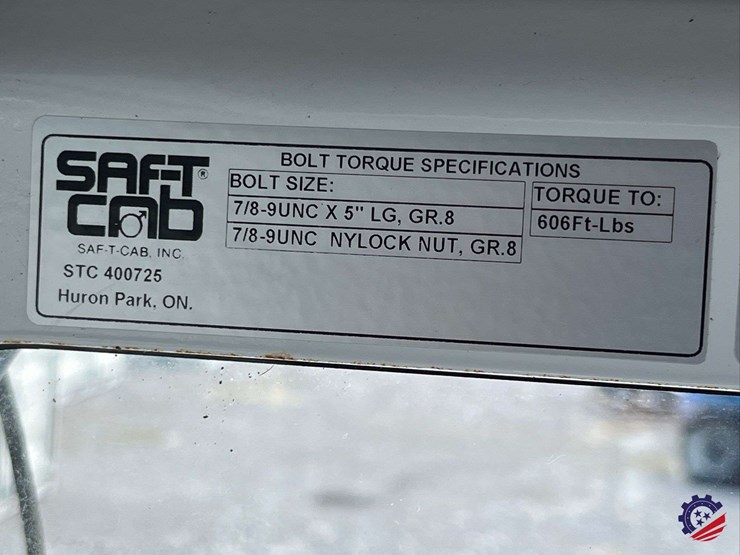 SAF-T
CAB ®
SAF-T-CAB, INC.
STC 400725
Huron Park, ON.
BOLT TORQUE SPECIFICATIONS
BOLT SIZE:
7/8-9UNC X 5" LG, GR.8
7/8-9UNC NYLOCK NUT, GR.8
TORQUE TO:
606Ft-Lbs